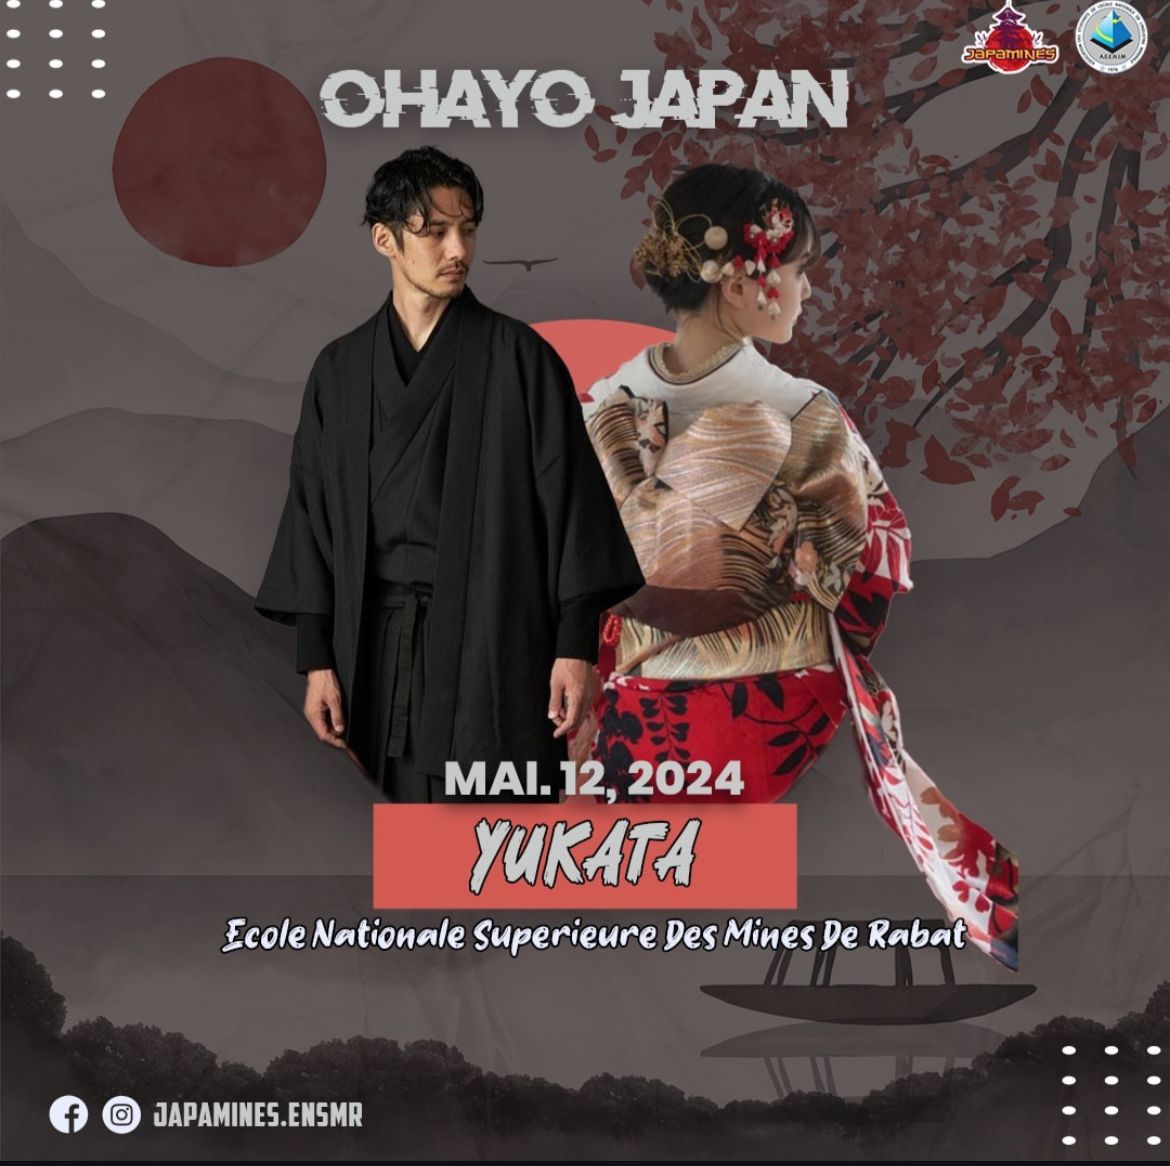 JAPAMINES
A.E.E.N.I.M
OHAYO JAPAN
MAI. 12, 2024
YUKATA
Ecole Nationale Superieure Des Mines De Rabat
JAPAMINES.ENSMR